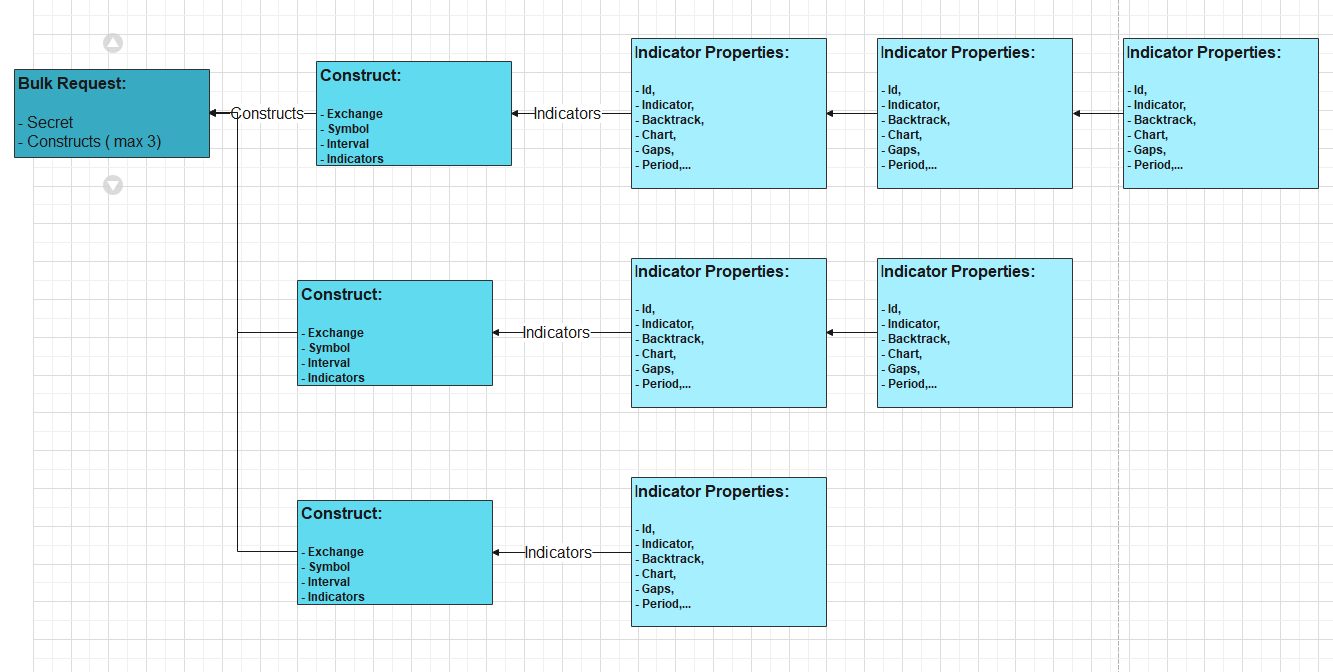 Bulk Request:
- Secret
- Constructs ( max 3)
Constructs
Construct:
- Exchange
- Symbol
- Interval
- Indicators
Indicators
Indicator Properties:
- Id,
- Indicator,
- Backtrack,
- Chart,
- Gaps,
- Period,...
Indicator Properties:
- Id,
- Indicator,
- Backtrack,
- Chart,
- Gaps,
- Period,...
Indicator Properties:
- Id,
- Indicator,
- Backtrack,
- Chart,
- Gaps,
- Period,...
Construct:
- Exchange
- Symbol
- Interval
- Indicators
Indicators
Indicator Properties:
- Id,
- Indicator,
- Backtrack,
- Chart,
- Gaps,
- Period,...
Indicator Properties:
- Id,
- Indicator,
- Backtrack,
- Chart,
- Gaps,
- Period,...
Construct:
- Exchange
- Symbol
- Interval
- Indicators
Indicators
Indicator Properties:
- Id,
- Indicator,
- Backtrack,
- Chart,
- Gaps,
- Period,...